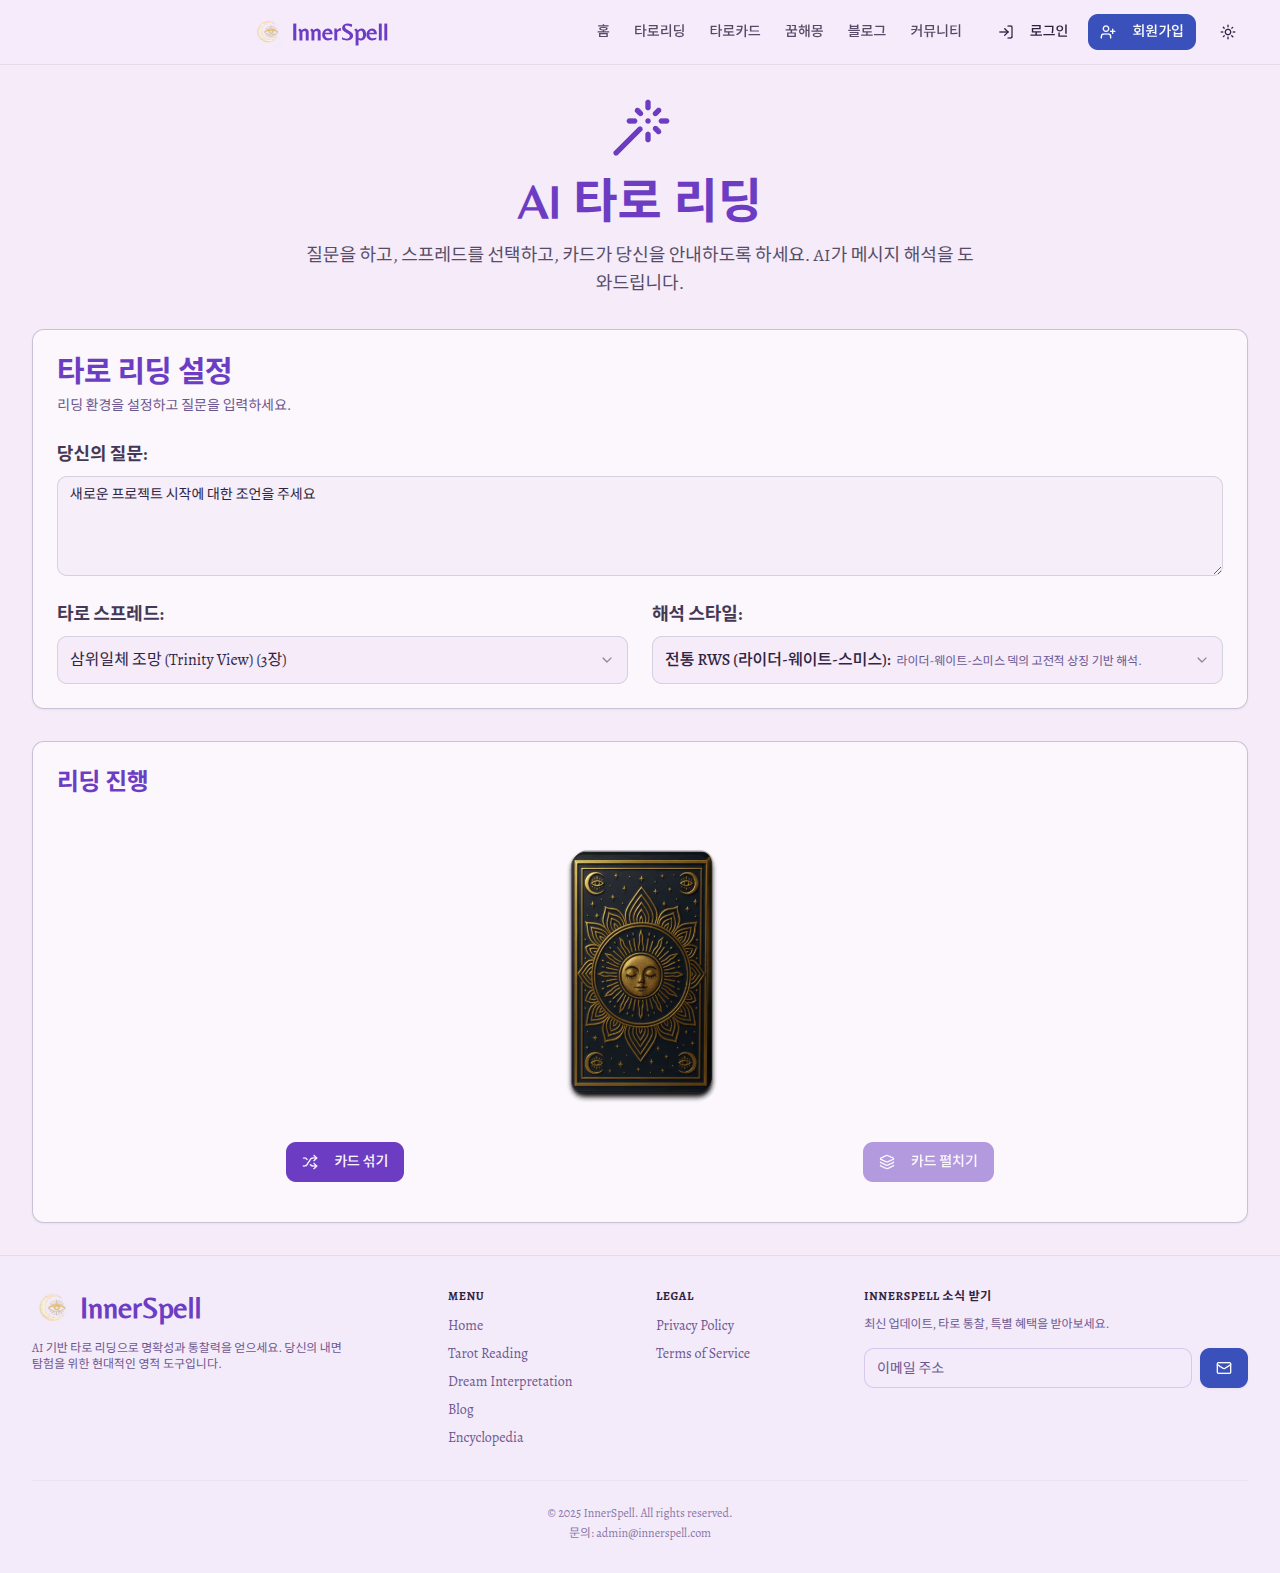 InnerSpell
홈 타로리딩 타로카드 꿈해몽 블로그 커뮤니티 로그인 회원가입
AI 타로 리딩
질문을 하고, 스프레드를 선택하고, 카드가 당신을 안내하도록 하세요. AI가 메시지 해석을 도
와드립니다.
타로 리딩 설정
리딩 환경을 설정하고 질문을 입력하세요.
당신의 질문:
새로운 프로젝트 시작에 대한 조언을 주세요
타로 스프레드:
삼위일체 조망 (Trinity View) (3장)
해석 스타일:
전통 RWS (라이더-웨이트-스미스): 라이더-웨이트-스미스 덱의 고전적 상징 기반 해석.
리딩 진행
카드 섞기
카드 펼치기
InnerSpell
AI 기반 타로 리딩으로 명확성과 통찰력을 얻으세요. 당신의 내면
탐험을 위한 현대적인 영적 도구입니다.
MENU
Home
Tarot Reading
Dream Interpretation
Blog
Encyclopedia
LEGAL
Privacy Policy
Terms of Service
INNERSPELL 소식 받기
최신 업데이트, 타로 통찰, 특별 혜택을 받아보세요.
이메일 주소
© 2025 InnerSpell. All rights reserved.
문의: admin@innerspell.com